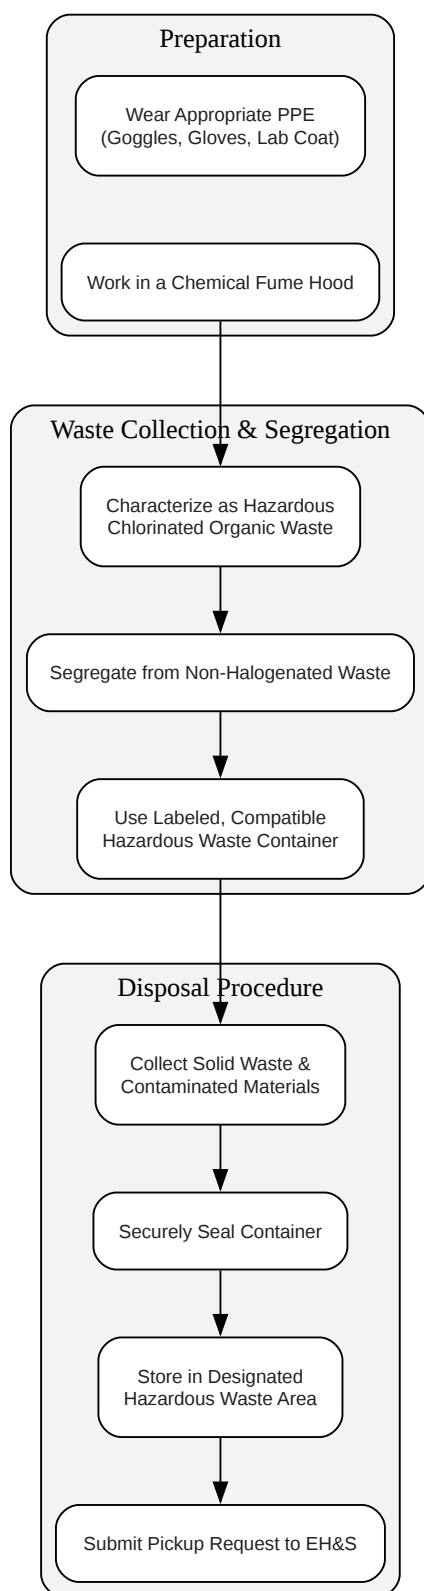 Preparation
Wear Appropriate PPE
(Goggles, Gloves, Lab Coat)
Work in a Chemical Fume Hood
Waste Collection & Segregation
Characterize as Hazardous
Chlorinated Organic Waste
Segregate from Non-Halogenated Waste
Use Labeled, Compatible
Hazardous Waste Container
Disposal Procedure
Collect Solid Waste &
Contaminated Materials
Securely Seal Container
Store in Designated
Hazardous Waste Area
Submit Pickup Request to EH&S